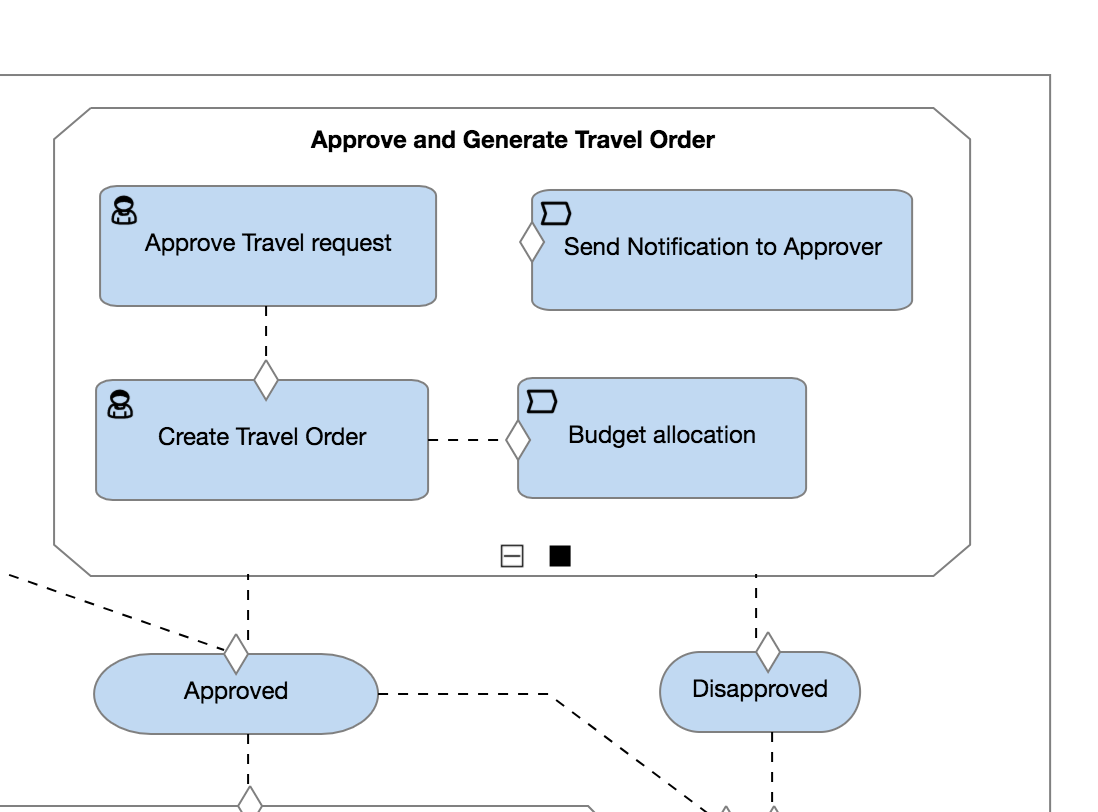 Approve and Generate Travel Order
Approve Travel request
Send Notification to Approver
Create Travel Order
Budget allocation
Approved
Disapproved